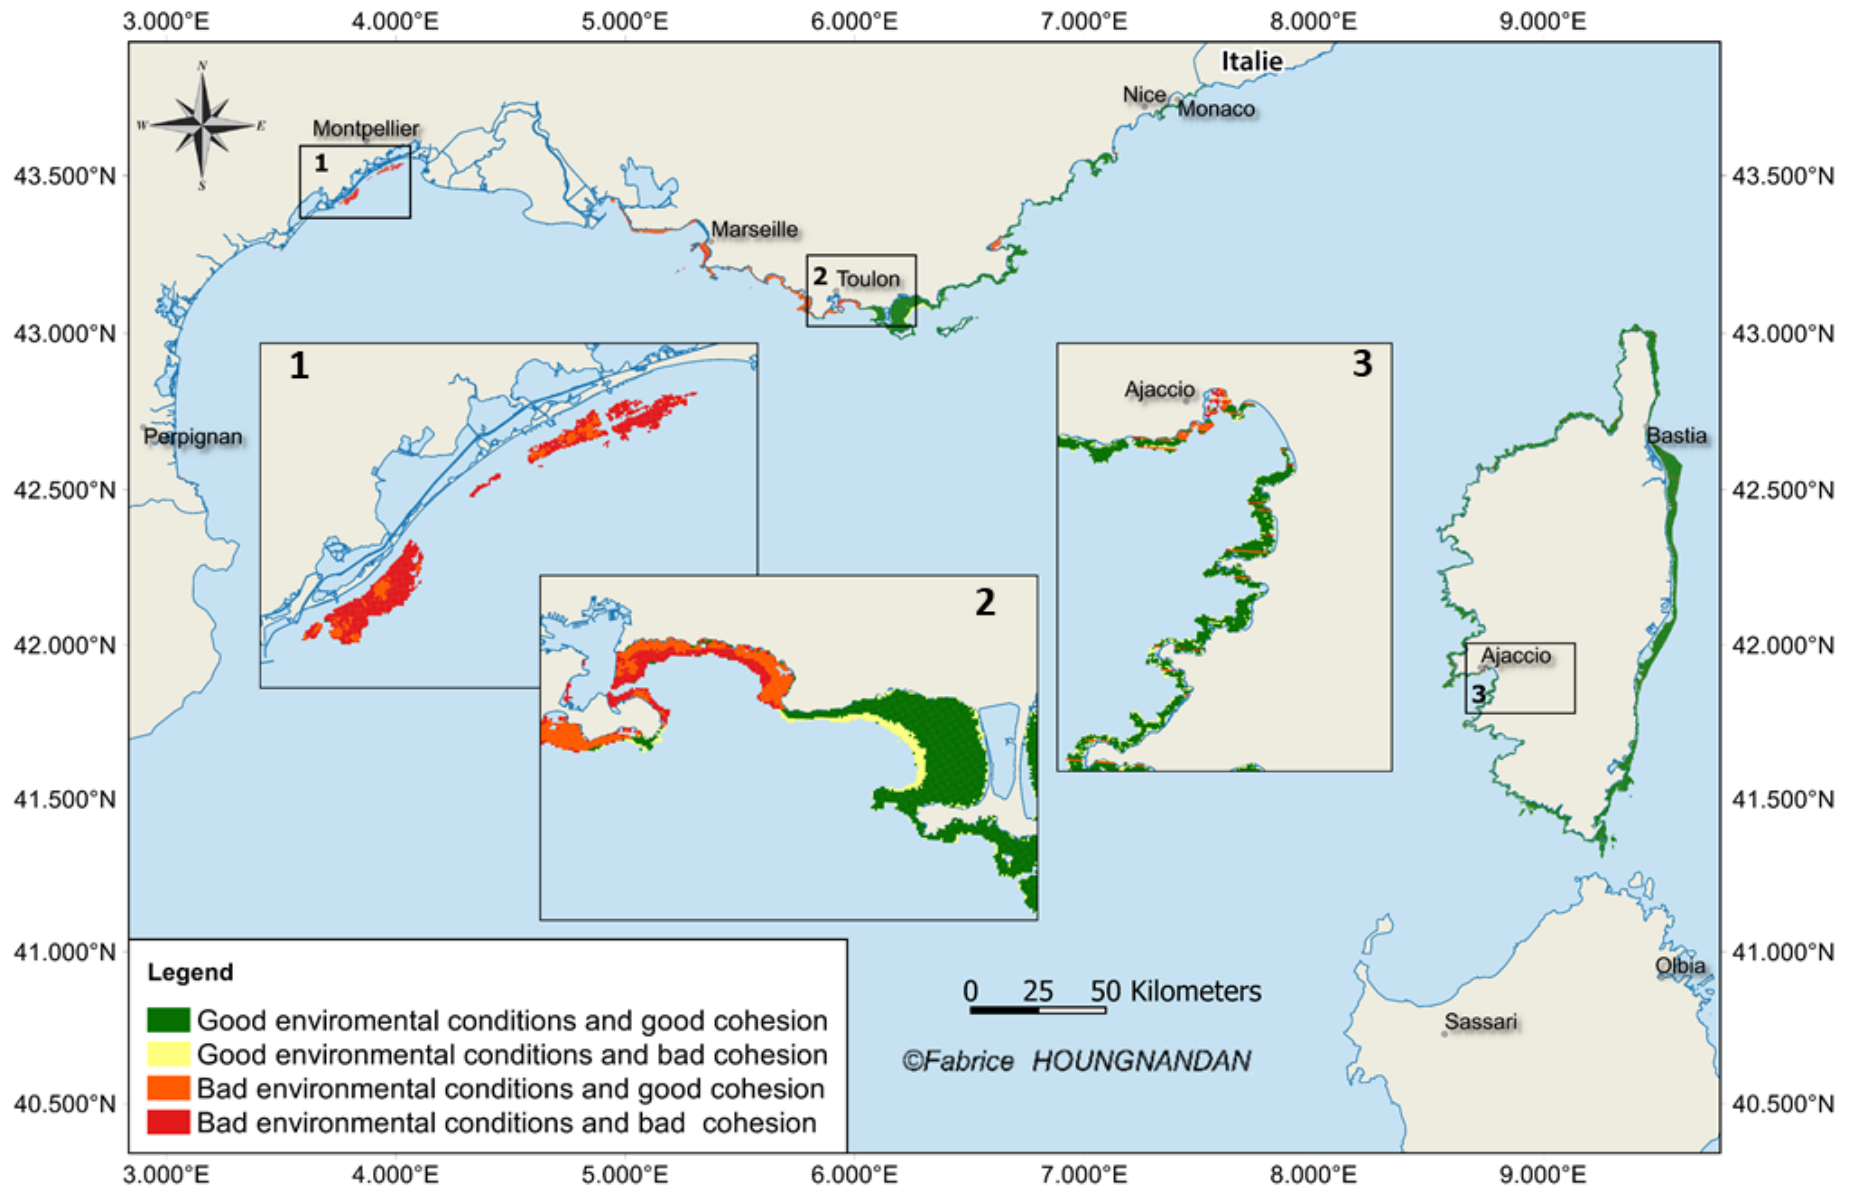 3.000°E 4.000°E 5.000°E 6.000°E 7.000°E 8.000°E 9.000°E
Italie
N
W E
S
Nice
Monaco
Montpellier
1
43.500°N 43.500°N
Marseille
2 Toulon
43.000°N 43.000°N
1
3
Ajaccio
Perpignan
Bastia
42.500°N 42.500°N
2
42.000°N 42.000°N
Ajaccio
3
41.500°N 41.500°N
41.000°N 41.000°N
Olbia
Legend
0 25 50 Kilometers
Sassari
Good enviromental conditions and good cohesion
Good environmental conditions and bad cohesion
©Fabrice HOUNGNANDAN
Bad environmental conditions and good cohesion
40.500°N 40.500°N
Bad environmental conditions and bad cohesion
3.000°E 4.000°E 5.000°E 6.000°E 7.000°E 8.000°E 9.000°E